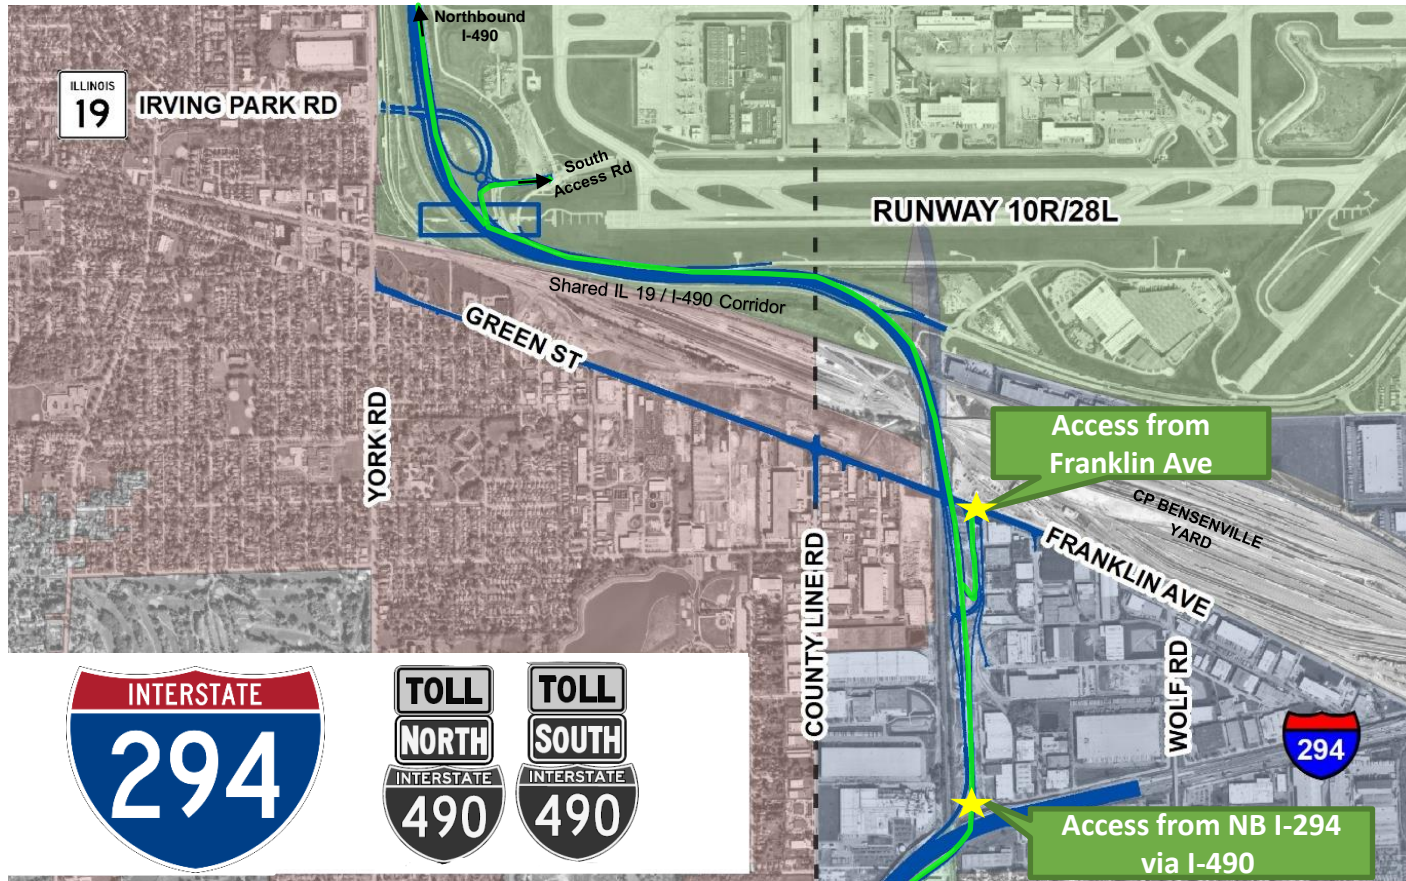 Northbound
I-490
ILLINOIS
19
IRVING PARK RD
South
Access Rd
RUNWAY 10R/28L
Shared IL 19 / I-490 Corridor
GREEN ST
YORK RD
Access from
Franklin Ave
CP BENSENVILLE
YARD
FRANKLIN AVE
COUNTY LINE RD
WOLF RD
INTERSTATE
294
TOLL
NORTH
INTERSTATE
490
TOLL
SOUTH
INTERSTATE
490
294
Access from NB I-294
via I-490